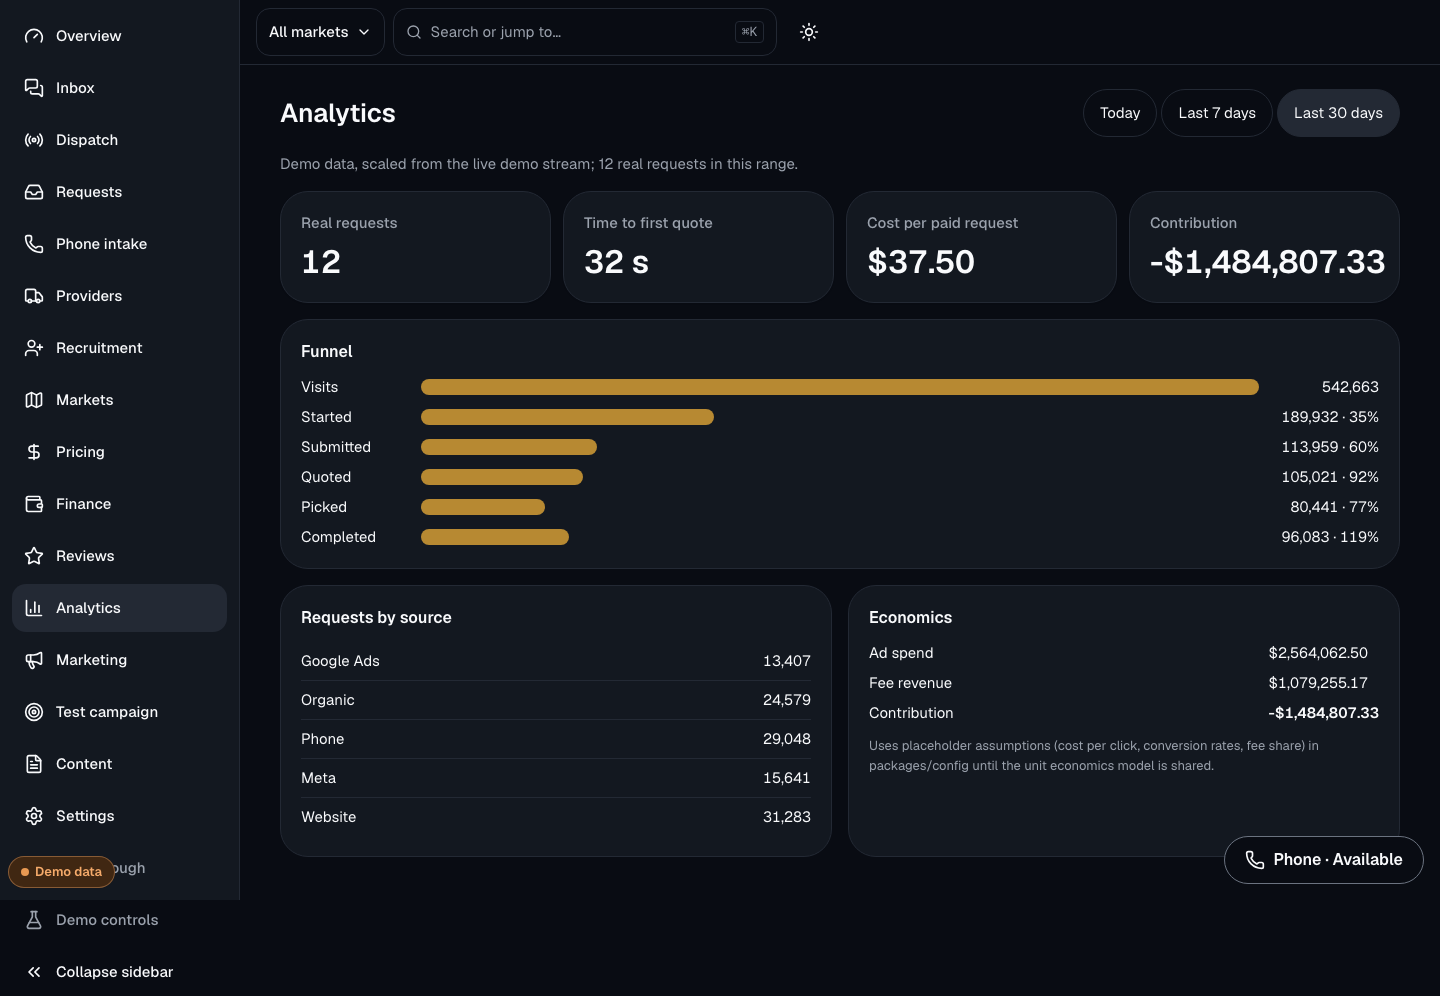 Overview
Inbox
Dispatch
Requests
Phone intake
Providers
Recruitment
Markets
Pricing
Finance
Reviews
Analytics
Marketing
Test campaign
Content
Settings
Demo data
ough
Demo controls
Collapse sidebar
All markets
Search or jump to...
⌘K
Analytics
Today
Last 7 days
Last 30 days
Demo data, scaled from the live demo stream; 12 real requests in this range.
Real requests
12
Time to first quote
32 s
Cost per paid request
$37.50
Contribution
-$1,484,807.33
Funnel
Visits 542,663
Started 189,932 · 35%
Submitted 113,959 · 60%
Quoted 105,021 · 92%
Picked 80,441 · 77%
Completed 96,083 · 119%
Requests by source
Google Ads 13,407
Organic 24,579
Phone 29,048
Meta 15,641
Website 31,283
Economics
Ad spend $2,564,062.50
Fee revenue $1,079,255.17
Contribution -$1,484,807.33
Uses placeholder assumptions (cost per click, conversion rates, fee share) in
packages/config until the unit economics model is shared.
Phone · Available